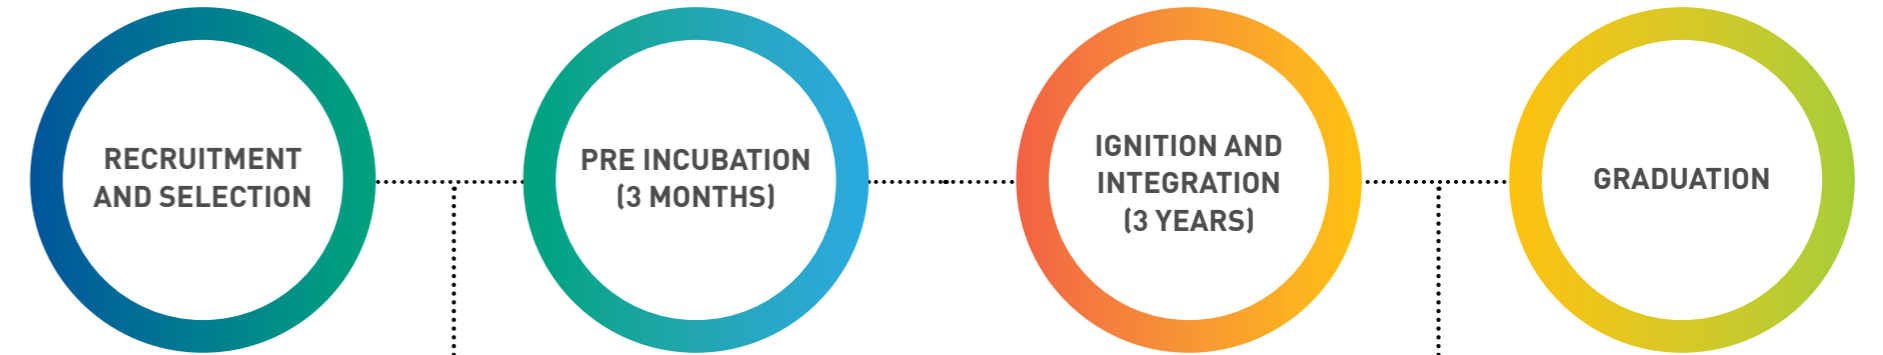 RECRUITMENT
AND SELECTION
PRE INCUBATION
(3 MONTHS)
IGNITION AND
INTEGRATION
(3 YEARS)
GRADUATION